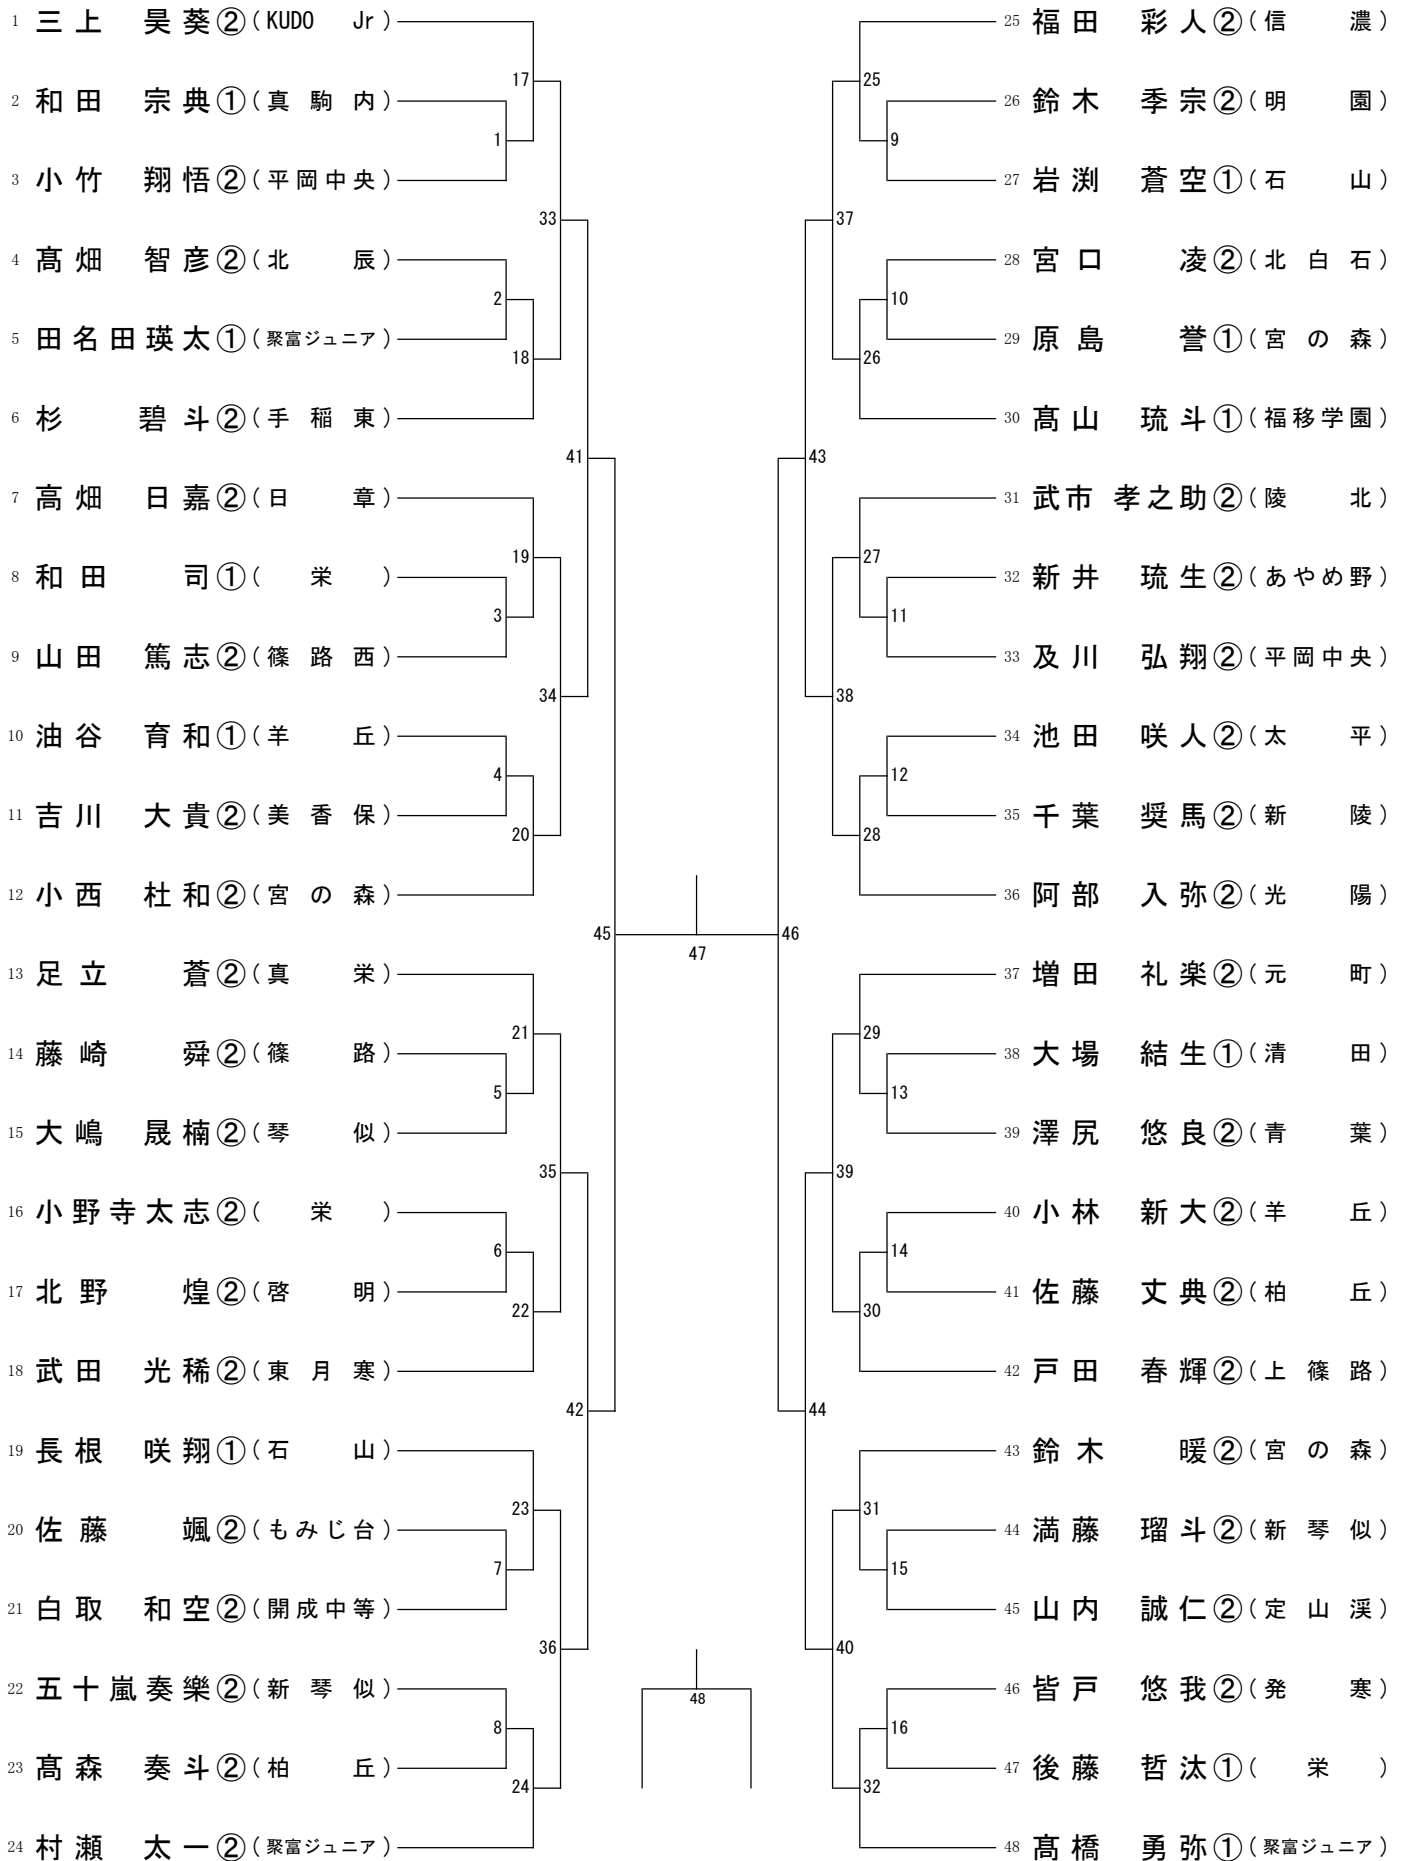 1 三上 昊葵②(KUDO Jr)
2 和田 宗典①(真駒内)
3 小竹 翔悟②(平岡中央)
4 髙畑 智彦②(北辰)
5 田名田瑛太①(聚富ジュニア)
6 杉 碧斗②(手稲東)
7 高畑 日嘉②(日章)
8 和田 司①(栄)
9 山田 篤志②(篠路西)
10 油谷 育和①(羊丘)
11 吉川 大貴②(美香保)
12 小西 杜和②(宮の森)
13 足立 蒼②(真栄)
14 藤崎 舜②(篠路)
15 大嶋 晟楠②(琴似)
16 小野寺太志②(栄)
17 北野 煌②(啓明)
18 武田 光稀②(東月寒)
19 長根 咲翔①(石山)
20 佐藤 颯②(もみじ台)
21 白取 和空②(開成中等)
22 五十嵐奏樂②(新琴似)
23 髙森 奏斗②(柏丘)
24 村瀬 太一②(聚富ジュニア)
1
2
3
4
5
6
7
8
17
18
19
20
21
22
23
24
33
34
35
36
41
42
45
47
48
46
43
44
37
38
39
40
25
26
27
28
29
30
31
32
9
10
11
12
13
14
15
16
25 福田 彩人②(信濃)
26 鈴木 季宗②(明園)
27 岩渕 蒼空①(石山)
28 宮口 凌②(北白石)
29 原島 誉①(宮の森)
30 髙山 琉斗①(福移学園)
31 武市 孝之助②(陵北)
32 新井 琉生②(あやめ野)
33 及川 弘翔②(平岡中央)
34 池田 咲人②(太平)
35 千葉 奨馬②(新陵)
36 阿部 入弥②(光陽)
37 増田 礼楽②(元町)
38 大場 結生①(清田)
39 澤尻 悠良②(青葉)
40 小林 新大②(羊丘)
41 佐藤 丈典②(柏丘)
42 戸田 春輝②(上篠路)
43 鈴木 暖②(宮の森)
44 満藤 瑠斗②(新琴似)
45 山内 誠仁②(定山渓)
46 皆戸 悠我②(発寒)
47 後藤 哲汰①(栄)
48 髙橋 勇弥①(聚富ジュニア)